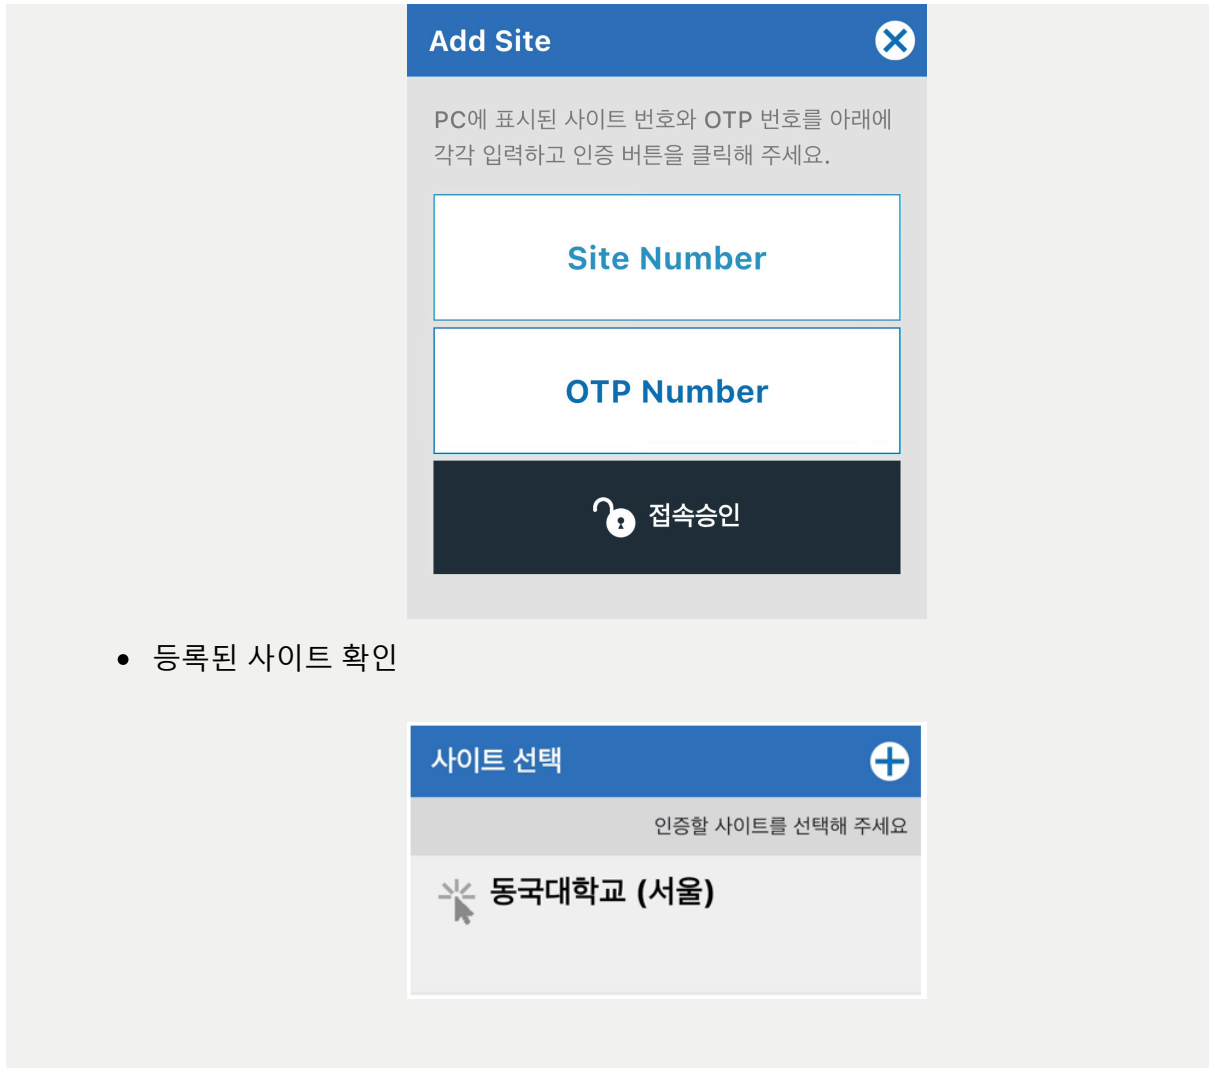 Add Site
PC에 표시된 사이트 번호와 OTP 번호를 아래에
각각 입력하고 인증 버튼을 클릭해 주세요.
Site Number
OTP Number
접속승인
• 등록된 사이트 확인
사이트 선택
인증할 사이트를 선택해 주세요
동국대학교 (서울)